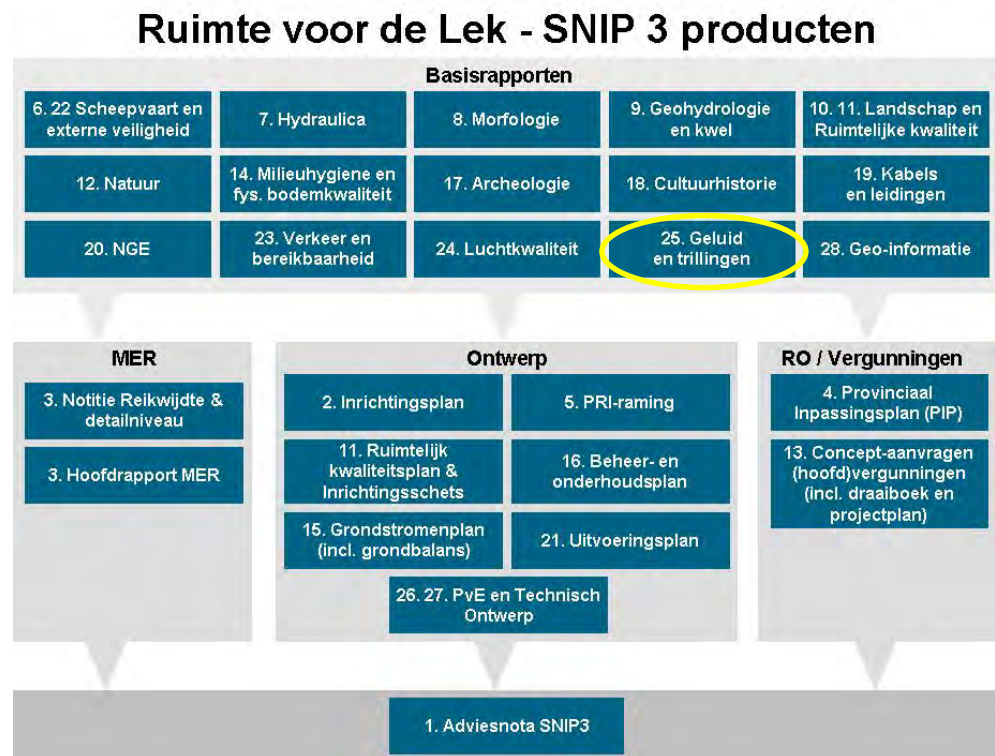 Ruimte voor de Lek - SNIP 3 producten
Basisrapporten
6. 22 Scheepvaart en
externe veiligheid
7. Hydraulica
8. Morfologie
9. Geohydrologie
en kwel
10. 11. Landschap en
Ruimtelijke kwaliteit
12. Natuur
14. Milieuhygiene en
fys. bodemkwaliteit
17. Archeologie
18. Cultuurhistorie
19. Kabels
en leidingen
20. NGE
23. Verkeer en
bereikbaarheid
24. Luchtkwaliteit
25. Geluid
en trillingen
28. Geo-informatie
MER
3. Notitie Reikwijdte &
detailniveau
3. Hoofdrapport MER
Ontwerp
2. Inrichtingsplan
5. PRI-raming
11. Ruimtelijk
kwaliteitsplan &
Inrichtingsschets
16. Beheer- en
onderhoudsplan
15. Grondstromenplan
(incl. grondbalans)
21. Uitvoeringsplan
26. 27. PvE en Technisch
Ontwerp
RO / Vergunningen
4. Provinciaal
Inpassingsplan (PIP)
13. Concept-aanvragen
(hoofd)vergunningen
(incl. draaiboek en
projectplan)
1. Adviesnota SNIP3